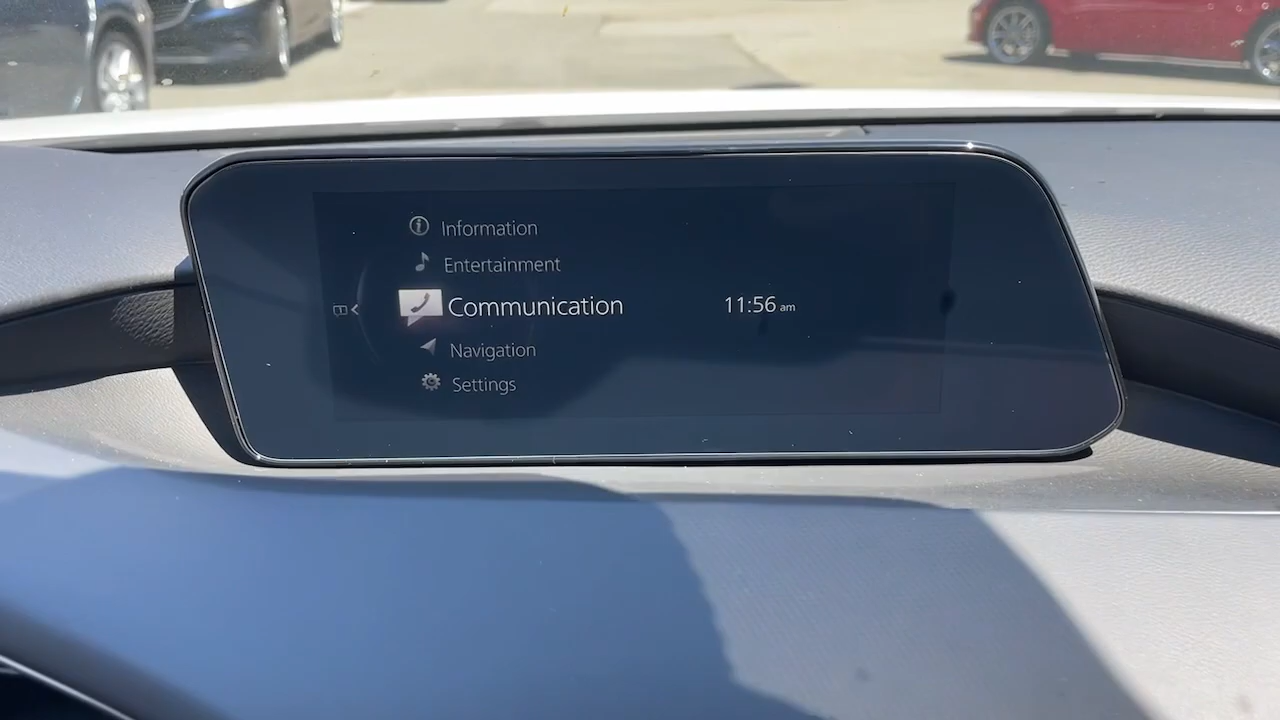 Information
Entertainment
Communication
11:56 am
Navigation
Settings